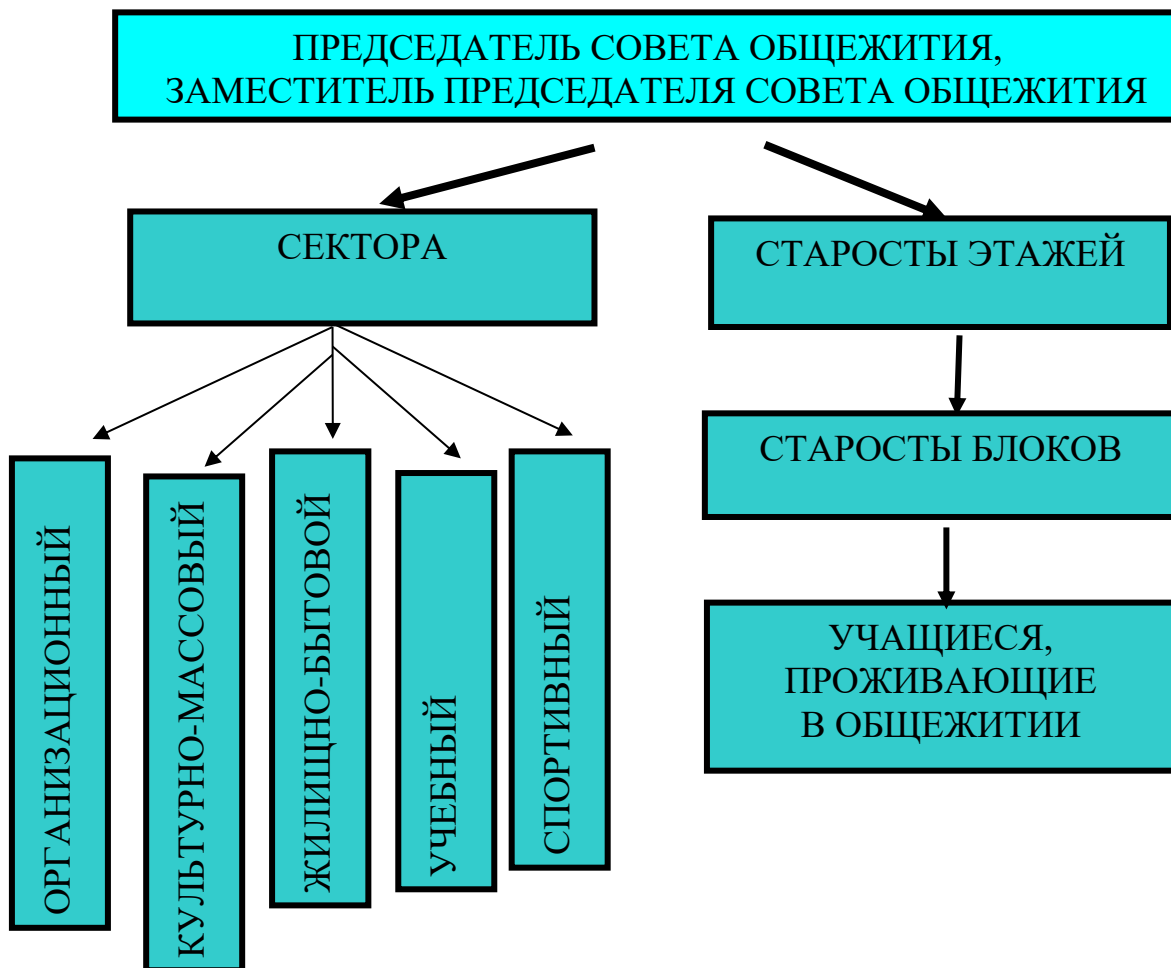 ПРЕДСЕДАТЕЛЬ СОВЕТА ОБЩЕЖИТИЯ,
ЗАМЕСТИТЕЛЬ ПРЕДСЕДАТЕЛЯ СОВЕТА ОБЩЕЖИТИЯ
СЕКТОРА
СТАРОСТЫ ЭТАЖЕЙ
СТАРОСТЫ БЛОКОВ
УЧАЩИЕСЯ,
ПРОЖИВАЮЩИЕ
В ОБЩЕЖИТИИ
ОРГАНИЗАЦИОННЫЙ
КУЛЬТУРНО-МАССОВЫЙ
ЖИЛИЩНО-БЫТОВОЙ
УЧЕБНЫЙ
СПОРТИВНЫЙ